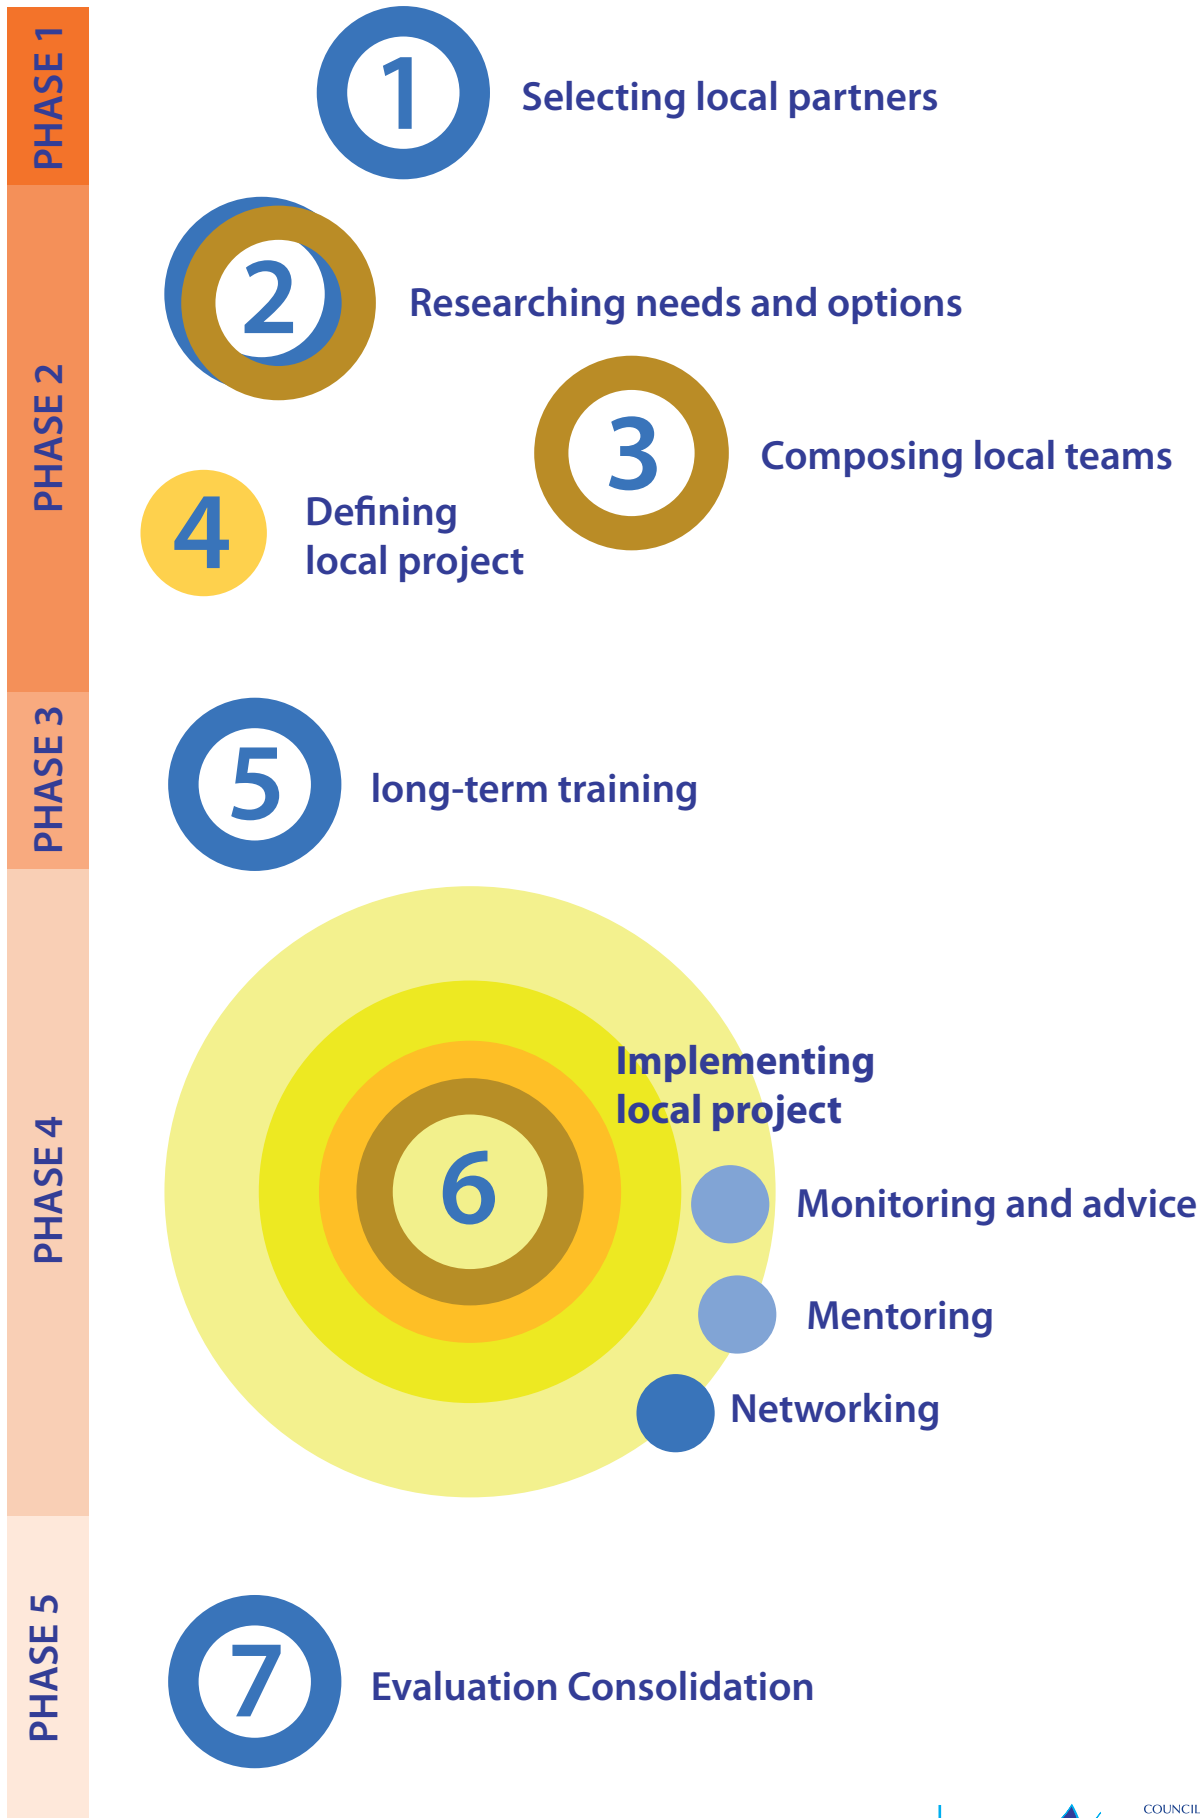 PHASE 1
1
Selecting local partners
PHASE 2
2
Researching needs and options
3
Composing local teams
4
Defining
local project
PHASE 3
5
long-term training
PHASE 4
6
Implementing
local project
Monitoring and advice
Mentoring
Networking
PHASE 5
7
Evaluation Consolidation
COUNCIL